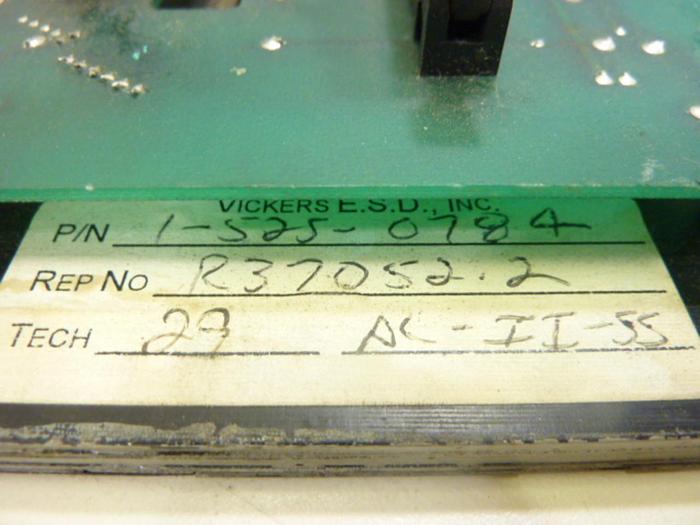 VICKERS E.S.D., INC.
P/N 1-525-0784
REP NO R37052.2
TECH 29 AC-II-55